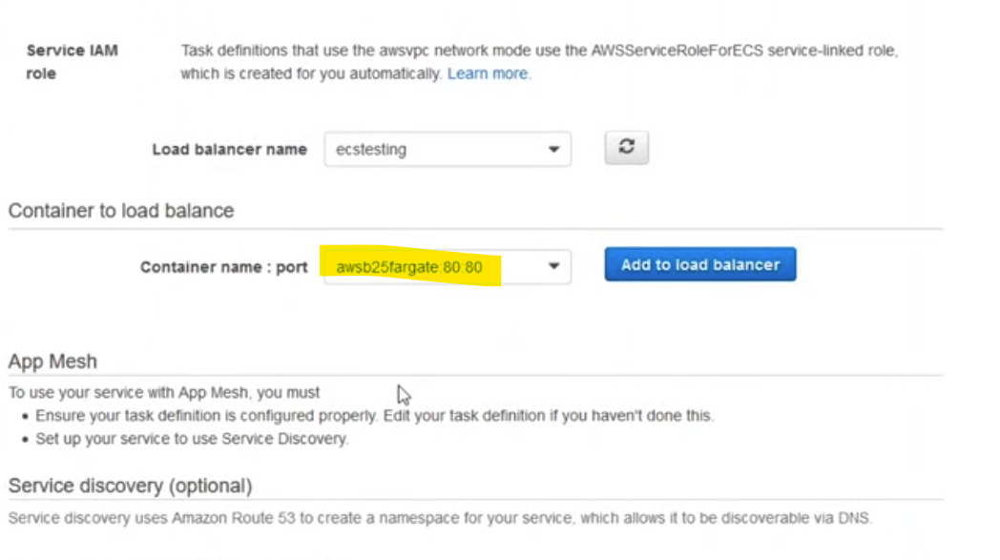 Service IAM role
Task definitions that use the awsvpc network mode use the AWSServiceRoleForECS service-linked role,
which is created for you automatically. Learn more.
Load balancer name
ecstesting
Container to load balance
Container name : port
awsb25fargate:80:80
Add to load balancer
App Mesh
To use your service with App Mesh, you must
• Ensure your task definition is configured properly. Edit your task definition if you haven't done this.
• Set up your service to use Service Discovery.
Service discovery (optional)
Service discovery uses Amazon Route 53 to create a namespace for your service, which allows it to be discoverable via DNS.